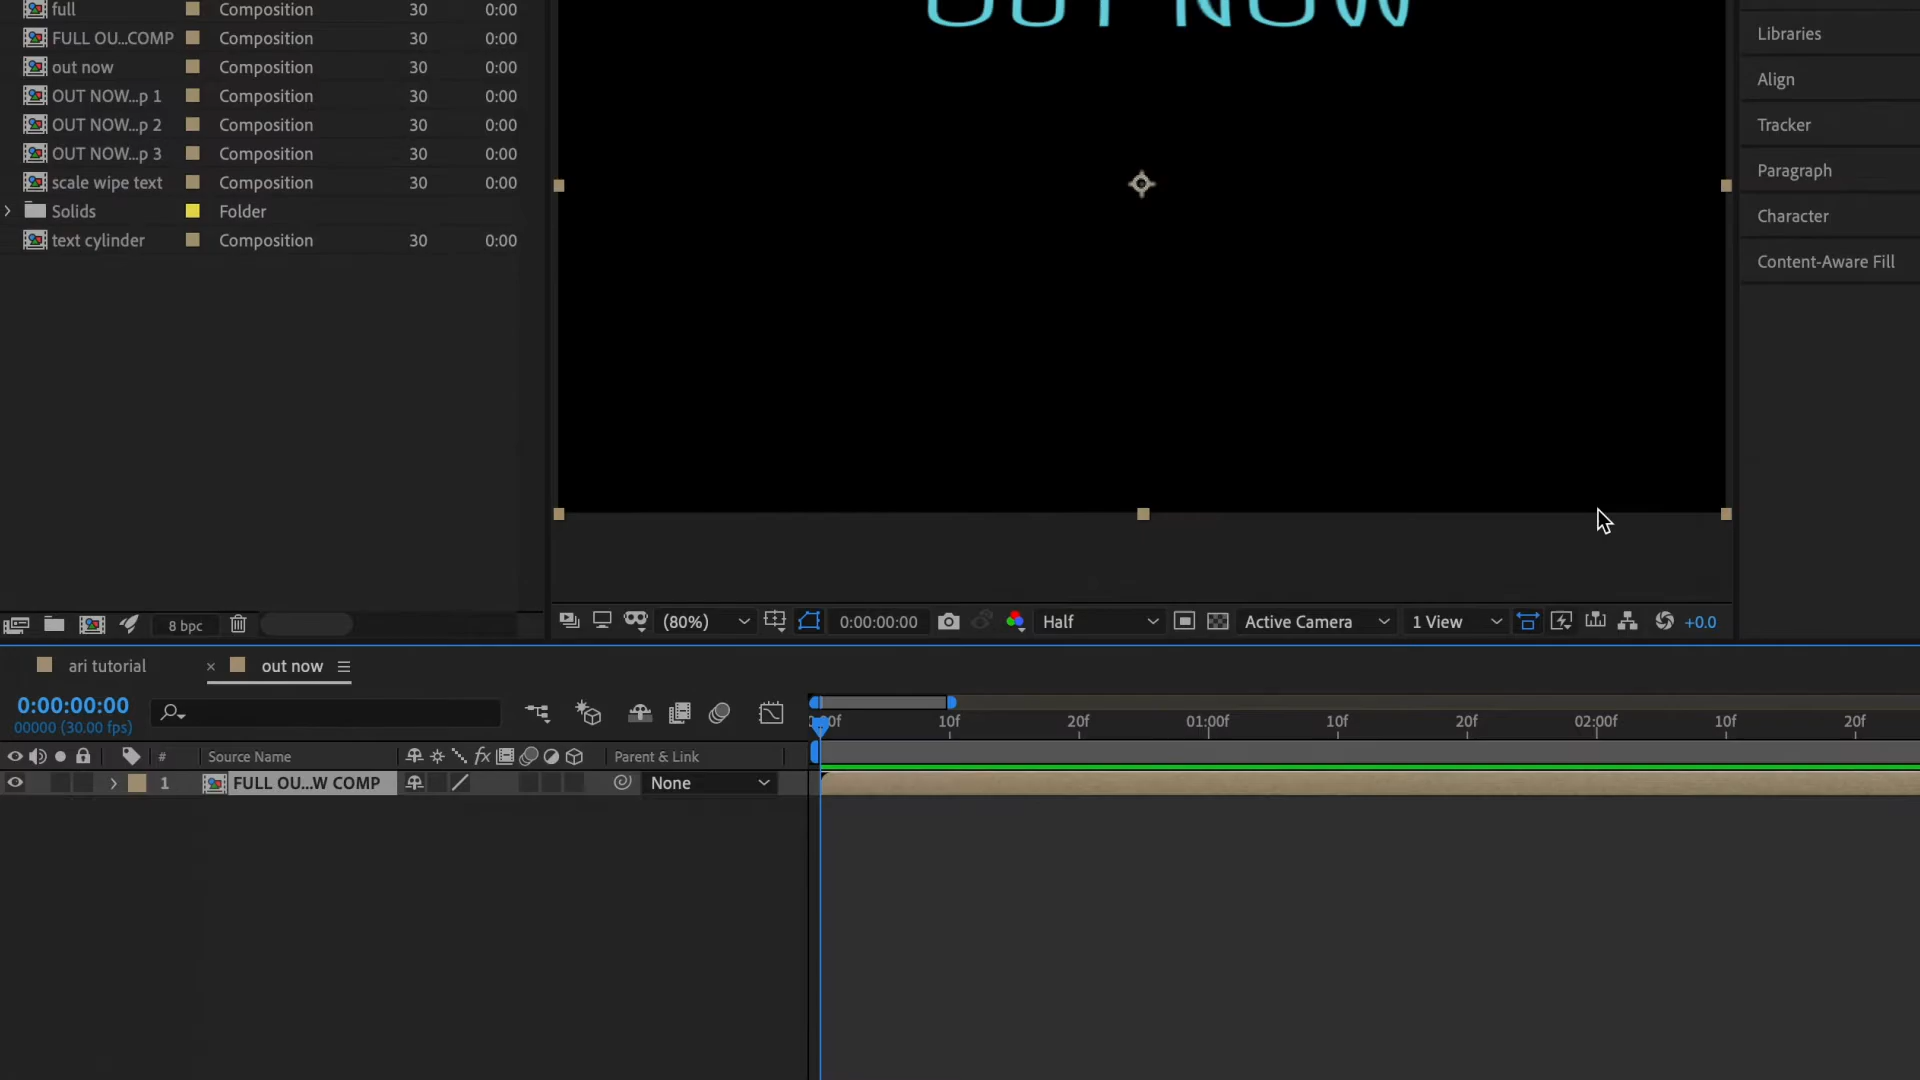 OUT NOW
full Composition 30 0:00
FULL OU...COMP Composition 30 0:00
out now Composition 30 0:00
OUT NOW...p 1 Composition 30 0:00
OUT NOW...p 2 Composition 30 0:00
OUT NOW...p 3 Composition 30 0:00
scale wipe text Composition 30 0:00
Solids Folder
text cylinder Composition 30 0:00
Libraries
Align
Tracker
Paragraph
Character
Content-Aware Fill
8 bpc
(80%) 0:00:00:00 Half Active Camera 1 View +0.0
ari tutorial × out now
0:00:00:00
00000 (30.00 fps)
10f 20f 01:00f 10f 20f 02:00f 10f 20f
# Source Name fx Parent & Link
1 FULL OU...W COMP None